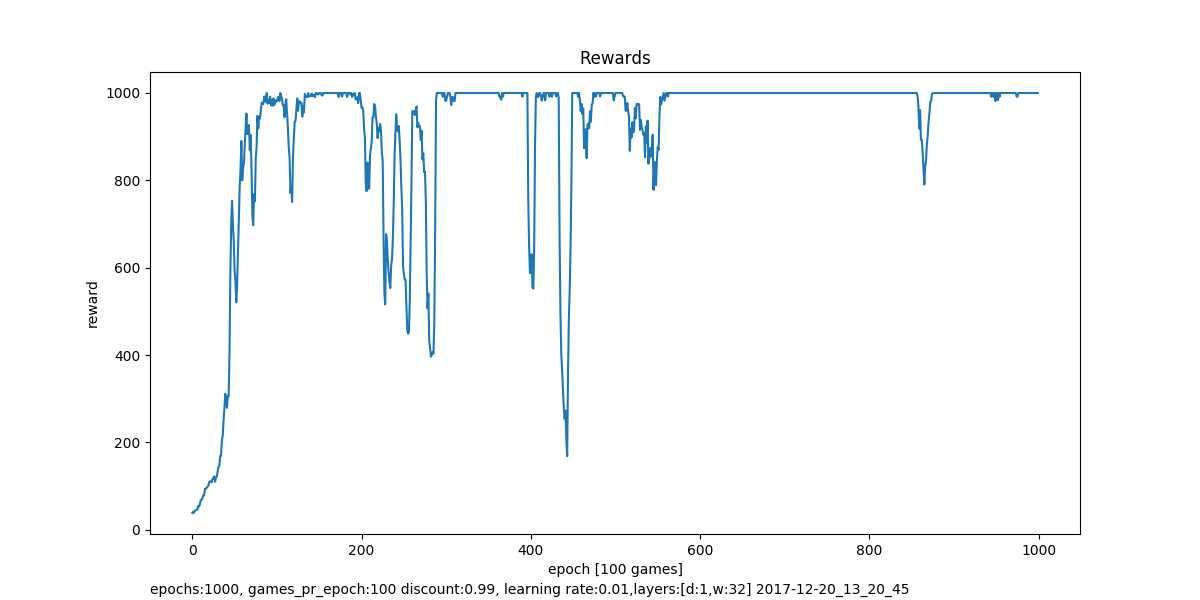 Rewards
1000
800
600
400
200
0
reward
0 200 400 600 800 1000
epoch [100 games]
epochs:1000, games_pr_epoch:100 discount:0.99, learning rate:0.01,layers:[d:1,w:32] 2017-12-20_13_20_45